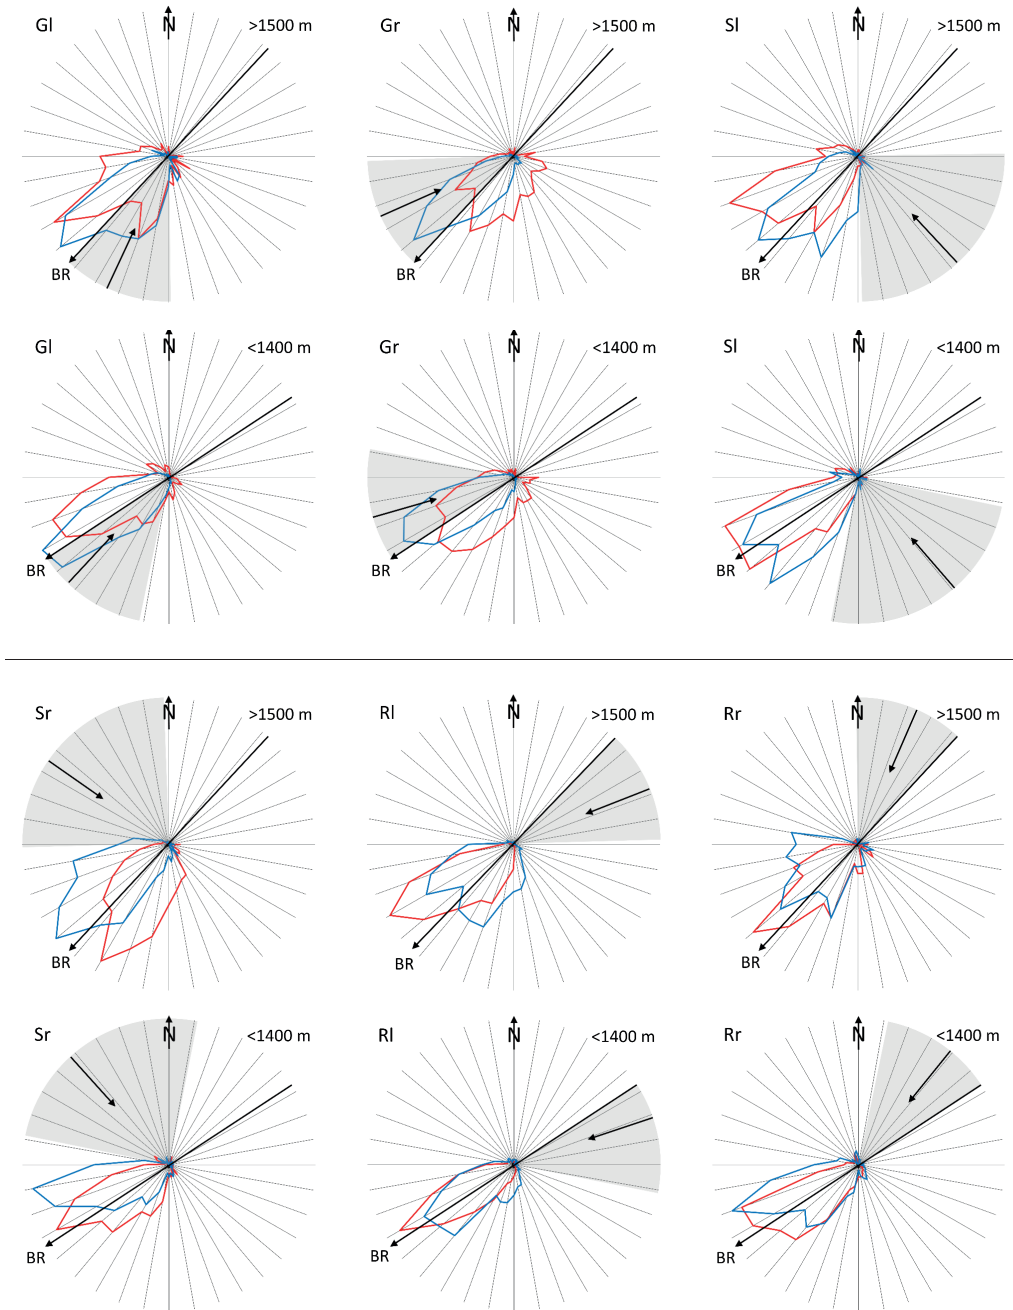 Gl N >1500 m
Gr N >1500 m
Sl N >1500 m
BR
BR
BR
Gl N <1400 m
Gr N <1400 m
Sl N <1400 m
BR
BR
BR
Sr N >1500 m
Rl N >1500 m
Rr N >1500 m
BR
BR
BR
Sr N <1400 m
Rl N <1400 m
Rr N <1400 m
BR
BR
BR